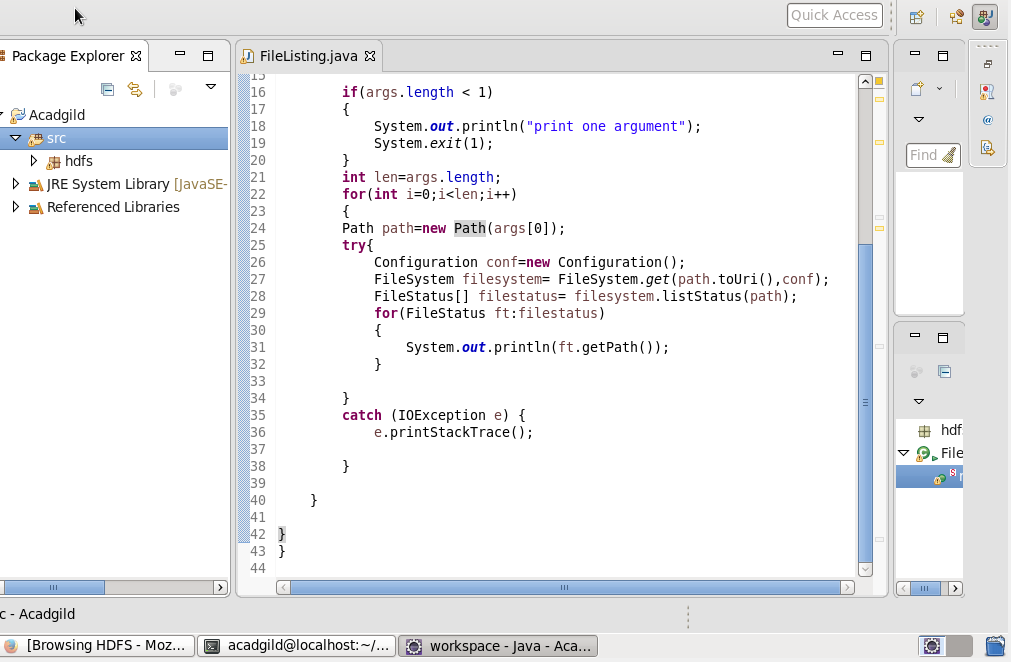 Quick Access
Package Explorer
FileListing.java
Acadgild
src
hdfs
JRE System Library [JavaSE-
Referenced Libraries
15
16 if(args.length < 1)
17 {
18 System.out.println("print one argument");
19 System.exit(1);
20 }
21 int len=args.length;
22 for(int i=0;i<len;i++)
23 {
24 Path path=new Path(args[0]);
25 try{
26 Configuration conf=new Configuration();
27 FileSystem filesystem= FileSystem.get(path.toUri(),conf);
28 FileStatus[] filestatus= filesystem.listStatus(path);
29 for(FileStatus ft:filestatus)
30 {
31 System.out.println(ft.getPath());
32 }
33
34 }
35 catch (IOException e) {
36 e.printStackTrace();
37
38 }
39
40 }
41
42 }
43 }
44
Find
hdf
File
c - Acadgild
[Browsing HDFS - Moz...
acadgild@localhost:~/...
workspace - Java - Aca...